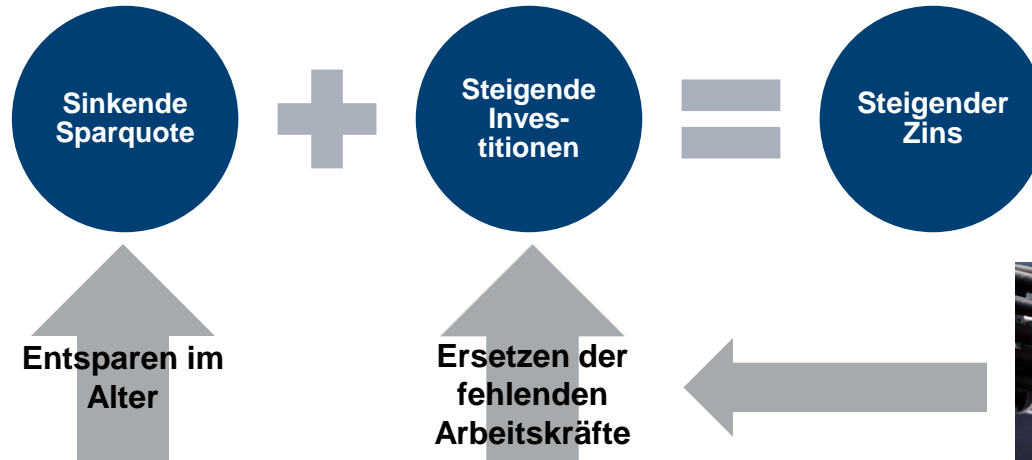 Sinkende
Sparquote
Steigende
Inves-
titionen
Steigender
Zins
Entsparen im
Alter
Ersetzen der
fehlenden
Arbeitskräfte